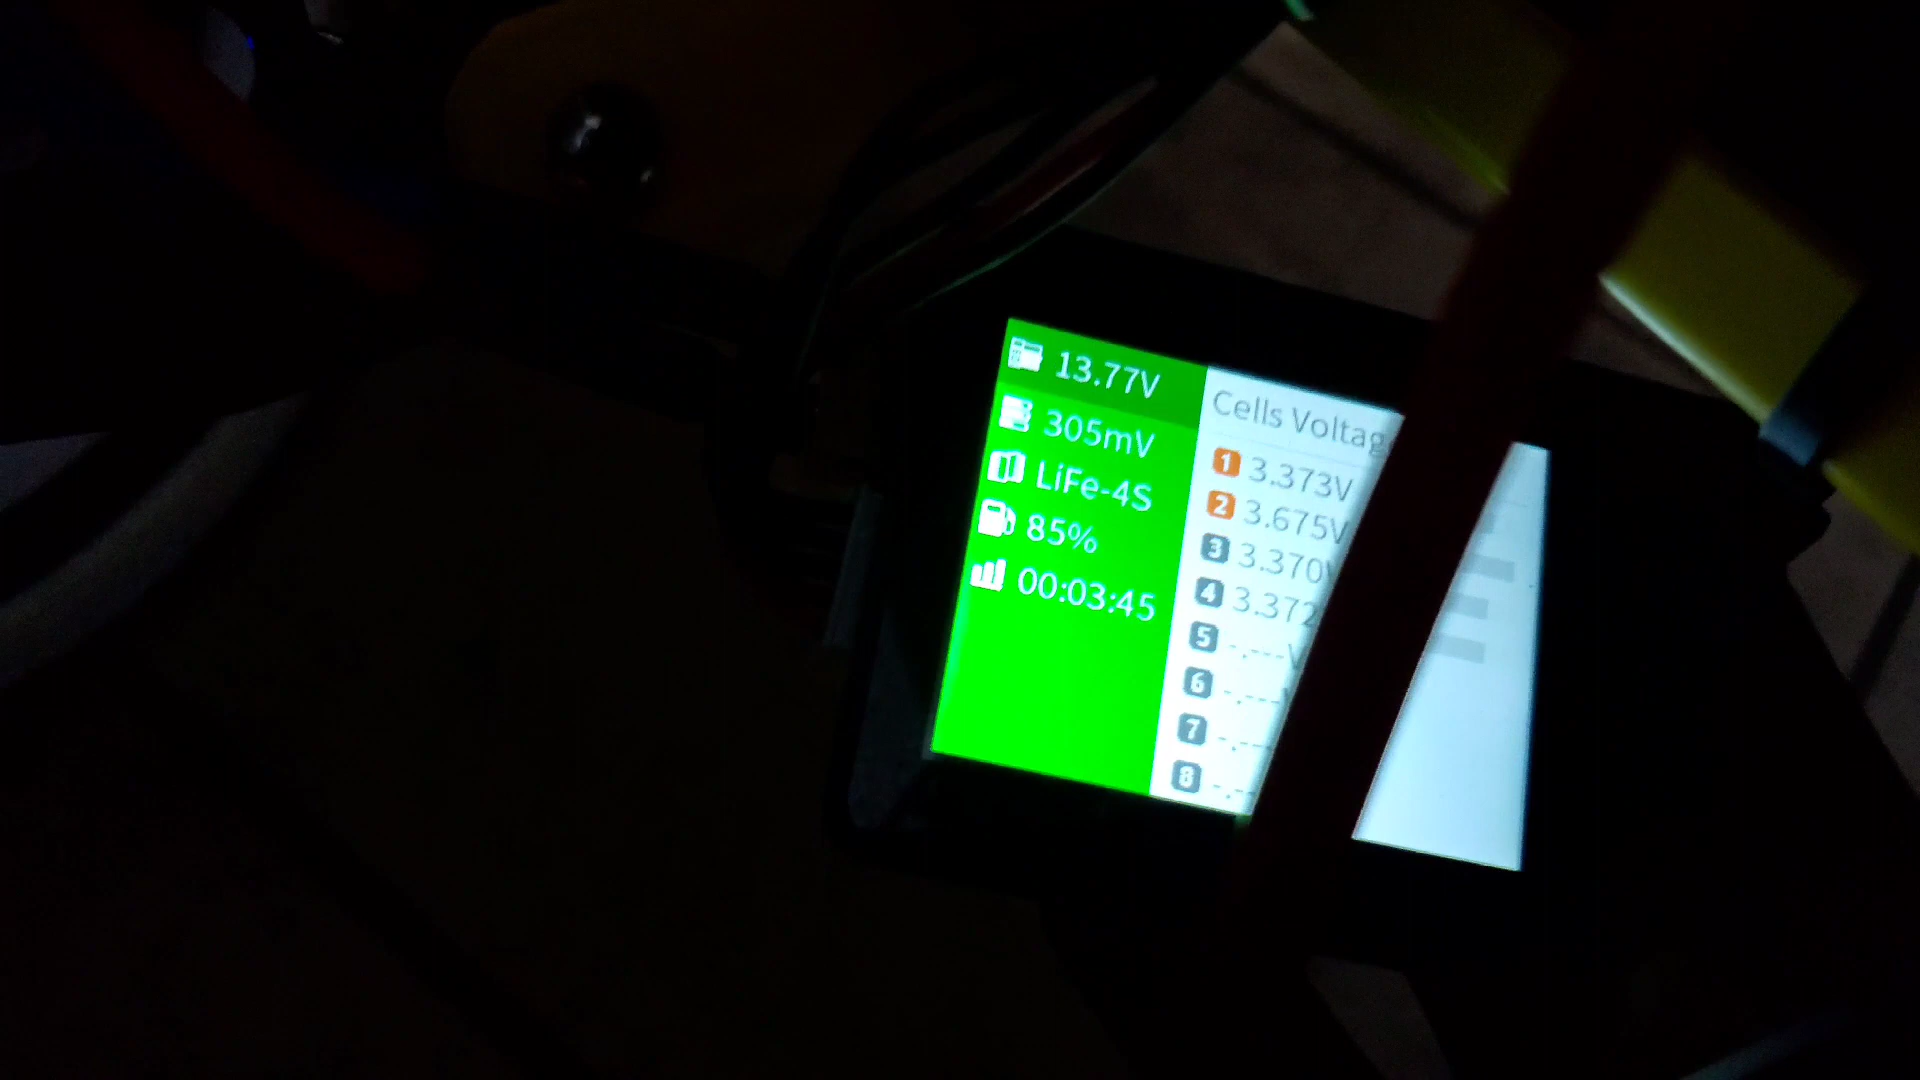 13.77V
305mV
LiFe-4S
85%
00:03:45
Cells Voltag
1 3.373V
2 3.675V
3 3.370V
4 3.372
5 -.---V
6 -.---V
7 -.---
8 -.--